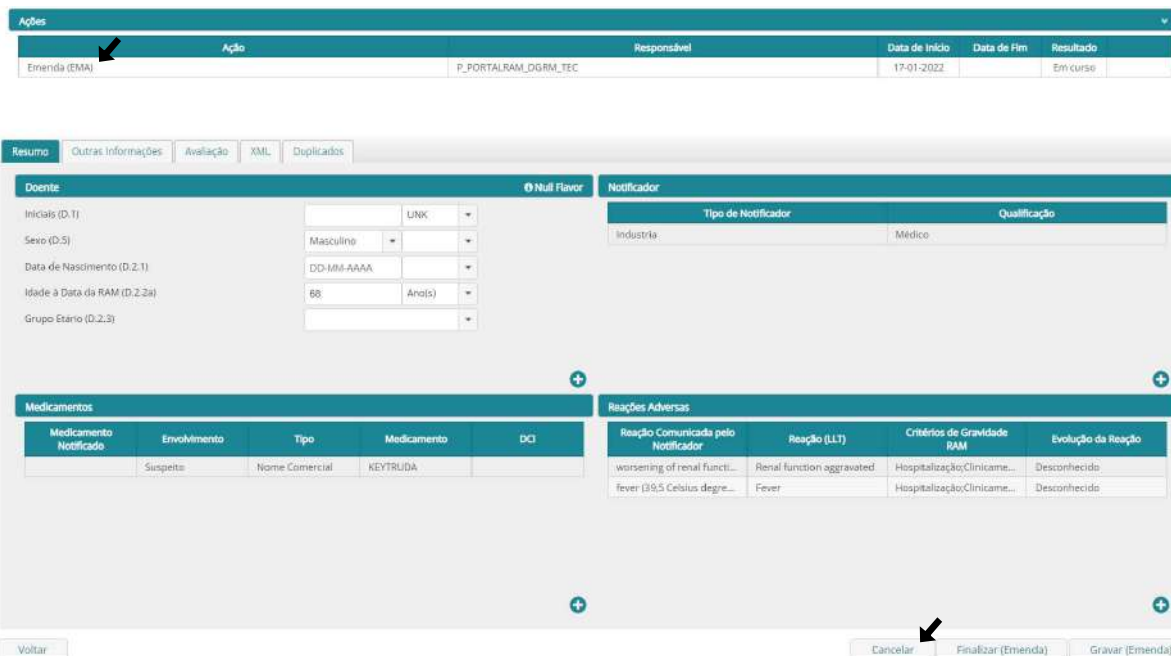 Ações
Ação Responsável Data de Início Data de Fim Resultado
Emenda (EMA) P_PORTALRAM_DGRM_TEC 17-01-2022 Em curso
Resumo Outras Informações Avaliação XML Duplicados
Doente Null Flavor
Iniciais (D.1) UNK
Sexo (D.5) Masculino
Data de Nascimento (D.2.1) DD-MM-AAAA
Idade à Data da RAM (D.2.2a) 68 Ano(s)
Grupo Etário (D.2.3)
Notificador
Tipo de Notificador Qualificação
Industria Médico
Medicamentos
Medicamento Notificado Envolvimento Tipo Medicamento DCI
Suspeito Nome Comercial KEYTRUDA
Reações Adversas
Reação Comunicada pelo Notificador Reação (LLT) Critérios de Gravidade RAM Evolução da Reação
worsening of renal functi... Renal function aggravated Hospitalização;Cliniicame... Desconhecido
fever (39,5 Celsius degre... Fever Hospitalização;Clinicame... Desconhecido
Voltar Cancelar Finalizar (Emenda) Gravar (Emenda)